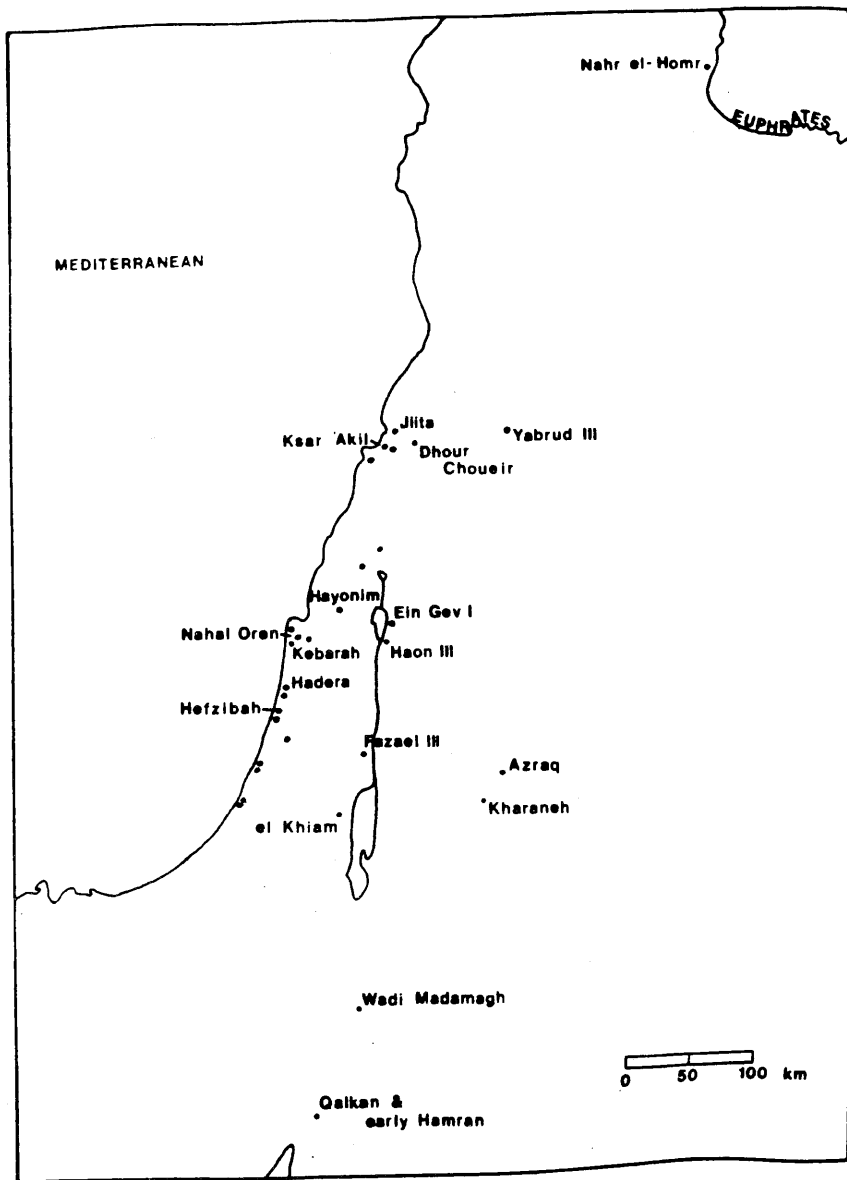 Nahr el-Homr
EUPHRATES
MEDITERRANEAN
Jiita
Ksar Akil
Yabrud III
Dhour
Choueir
Hayonim
Ein Gev I
Nahal Oren
Kebarah
Haon III
Hadera
Hefzibah
Fazael III
Azraq
Kharaneh
el Khiam
Wadi Madamagh
0 50 100 km
Qalkan &
early Hamran